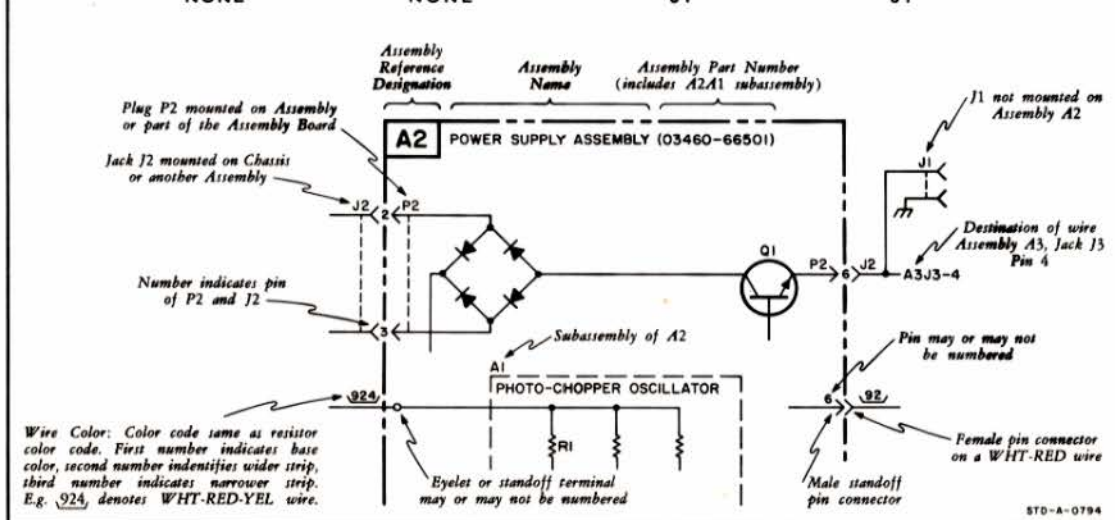 NONE NONE
Assembly
Reference
Designation
Assembly
Name
Assembly Part Number
(includes A2A1 subassembly)
Plug P2 mounted on Assembly
or part of the Assembly Board
J1 not mounted on
Assembly A2
A2 POWER SUPPLY ASSEMBLY (03460-66501)
Jack J2 mounted on Chassis
or another Assembly
J1
J2 2 P2
Destination of wire
Assembly A3, Jack J3
Pin 4
Q1
P2 6 J2 A3J3-4
Number indicates pin
of P2 and J2
3
Subassembly of A2
Pin may or may not
be numbered
A1
PHOTO-CHOPPER OSCILLATOR
924
6 92
R1
Wire Color: Color code same as resistor
color code. First number indicates base
color, second number indentifies wider strip,
third number indicates narrower strip.
E.g. 924, denotes WHT-RED-YEL wire.
Eyelet or standoff terminal
may or may not be numbered
Male standoff
pin connector
Female pin connector
on a WHT-RED wire
STD-A-0794